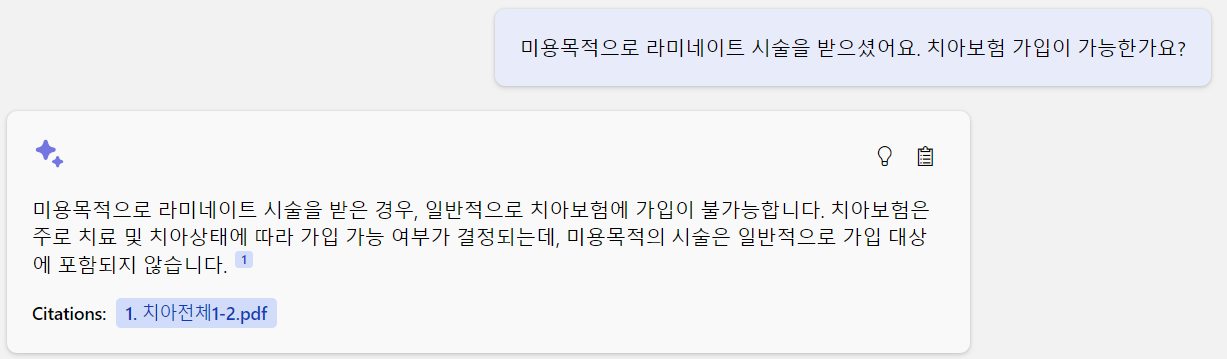 미용목적으로 라미네이트 시술을 받으셨어요. 치아보험 가입이 가능한가요?
미용목적으로 라미네이트 시술을 받은 경우, 일반적으로 치아보험에 가입이 불가능합니다. 치아보험은
주로 치료 및 치아상태에 따라 가입 가능 여부가 결정되는데, 미용목적의 시술은 일반적으로 가입 대상
에 포함되지 않습니다. 1
Citations: 1. 치아전체1-2.pdf